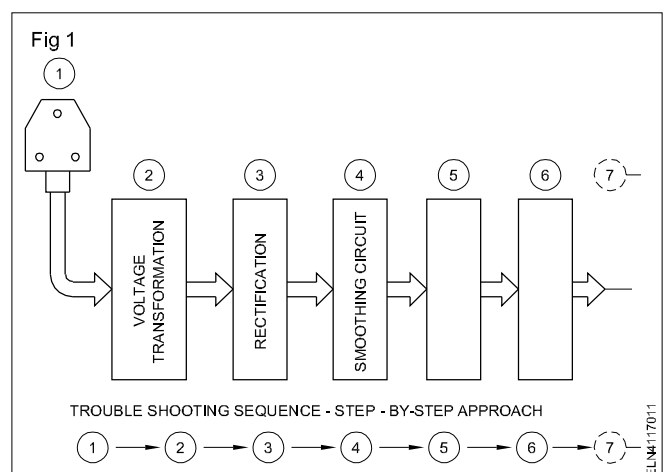 Fig 1
1
2 3 4 5 6 7
VOLTAGE
TRANSFORMATION
RECTIFICATION
SMOOTHING CIRCUIT
TROUBLE SHOOTING SEQUENCE - STEP - BY-STEP APPROACH
1 2 3 4 5 6 7
ELN4117011